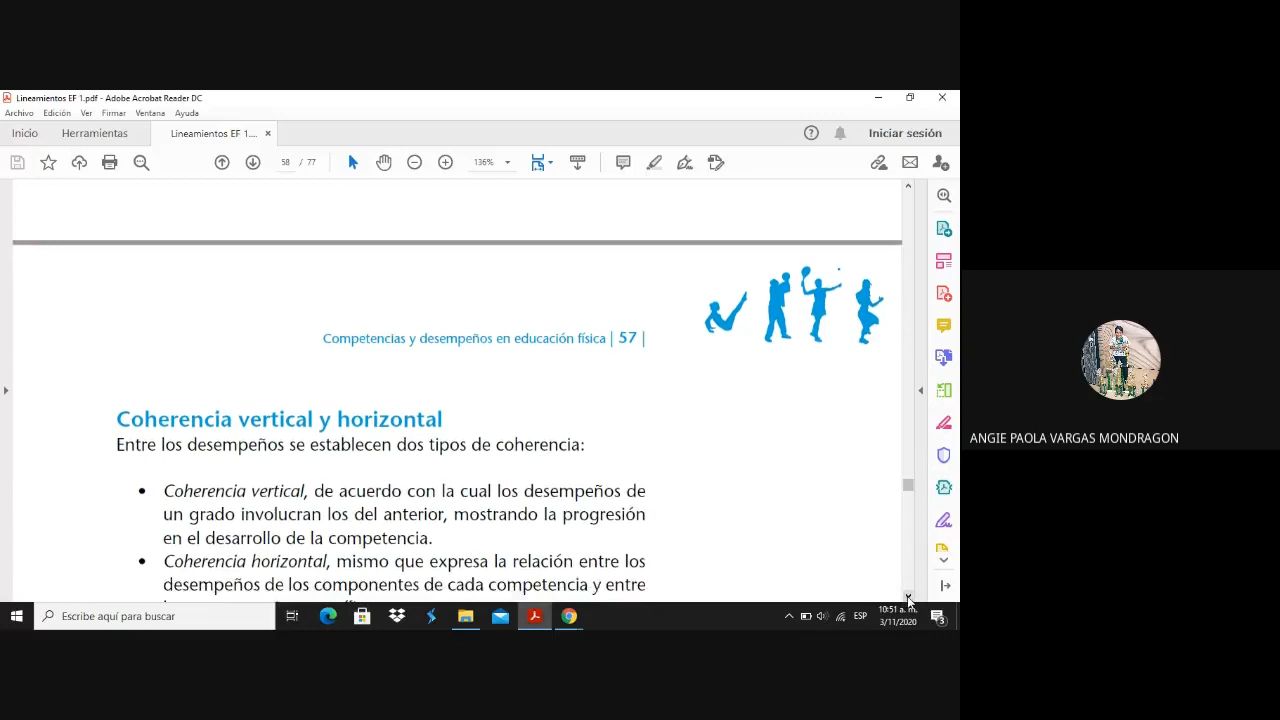 Lineamientos EF 1.pdf - Adobe Acrobat Reader DC
Archivo Edición Ver Firmar Ventana Ayuda
Inicio Herramientas Lineamientos EF 1.... × Iniciar sesión
58 / 77 136%
Competencias y desempeños en educación física | 57 |
Coherencia vertical y horizontal
Entre los desempeños se establecen dos tipos de coherencia:
• Coherencia vertical, de acuerdo con la cual los desempeños de
un grado involucran los del anterior, mostrando la progresión
en el desarrollo de la competencia.
• Coherencia horizontal, mismo que expresa la relación entre los
desempeños de los componentes de cada competencia y entre
ANGIE PAOLA VARGAS MONDRAGON
Escribe aquí para buscar
ESP
10:51 a. m.
3/11/2020
3